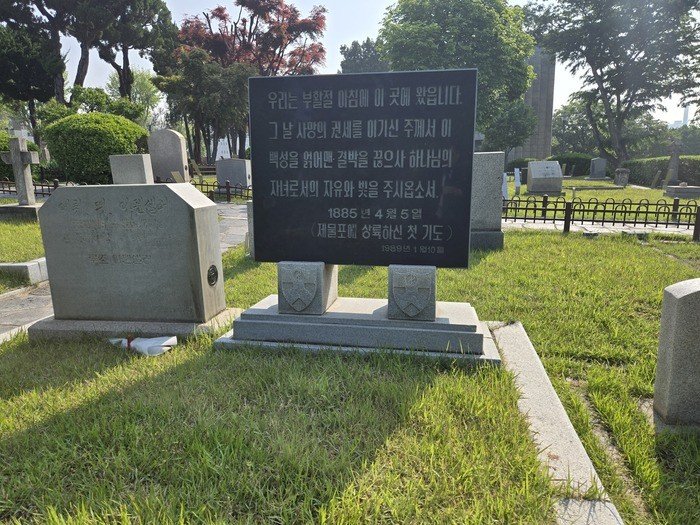 우리는 부활절 아침에 이 곳에 왔읍니다.
그 날 사망의 권세를 이기신 주께서 이
백성을 얽어맨 결박을 끊으사 하나님의
자녀로서의 자유와 빛을 주시옵소서.
1885 년 4 월 5 일
(제물포에 상륙하신 첫 기도)